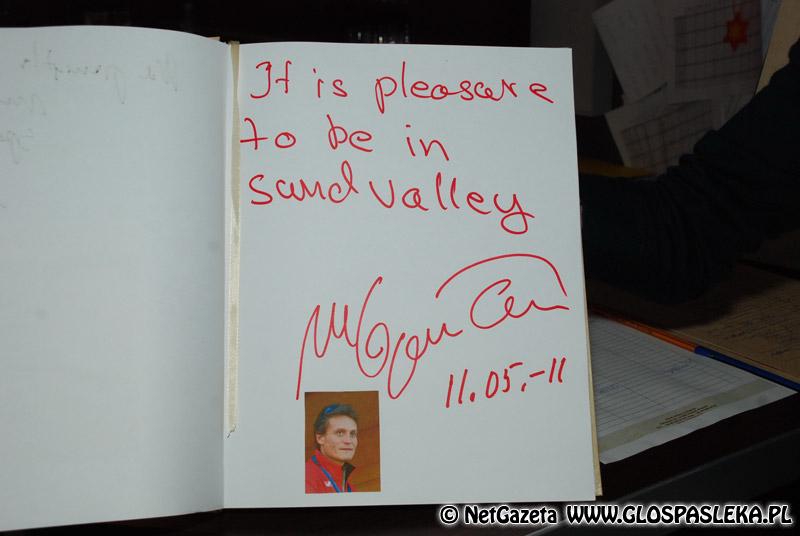 It is pleasure
to be in
sand valley
11.05.-11
© NetGazeta WWW.GLOSPASLEKA.PL